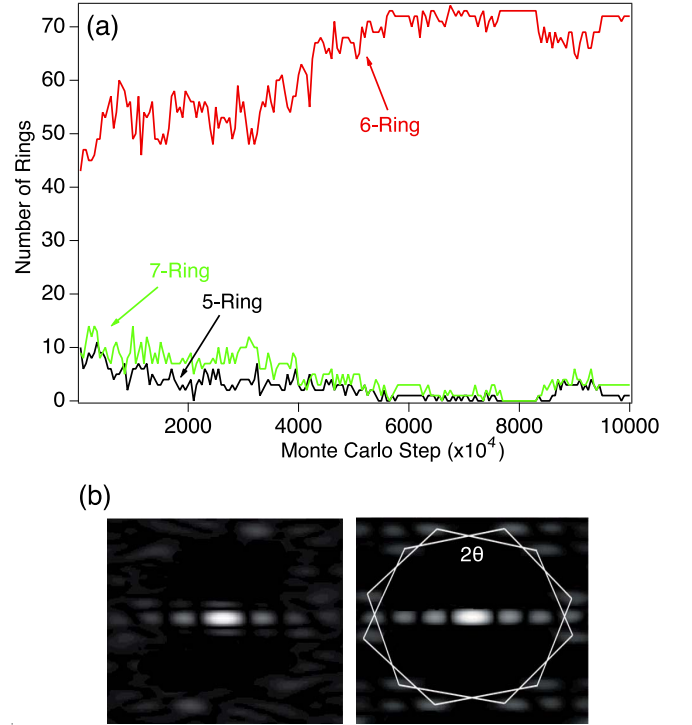 (a)
70
60
50
40
30
20
10
0
Number of Rings
6-Ring
7-Ring
5-Ring
2000 4000 6000 8000 10000
Monte Carlo Step (x10⁴)
(b)
2θ